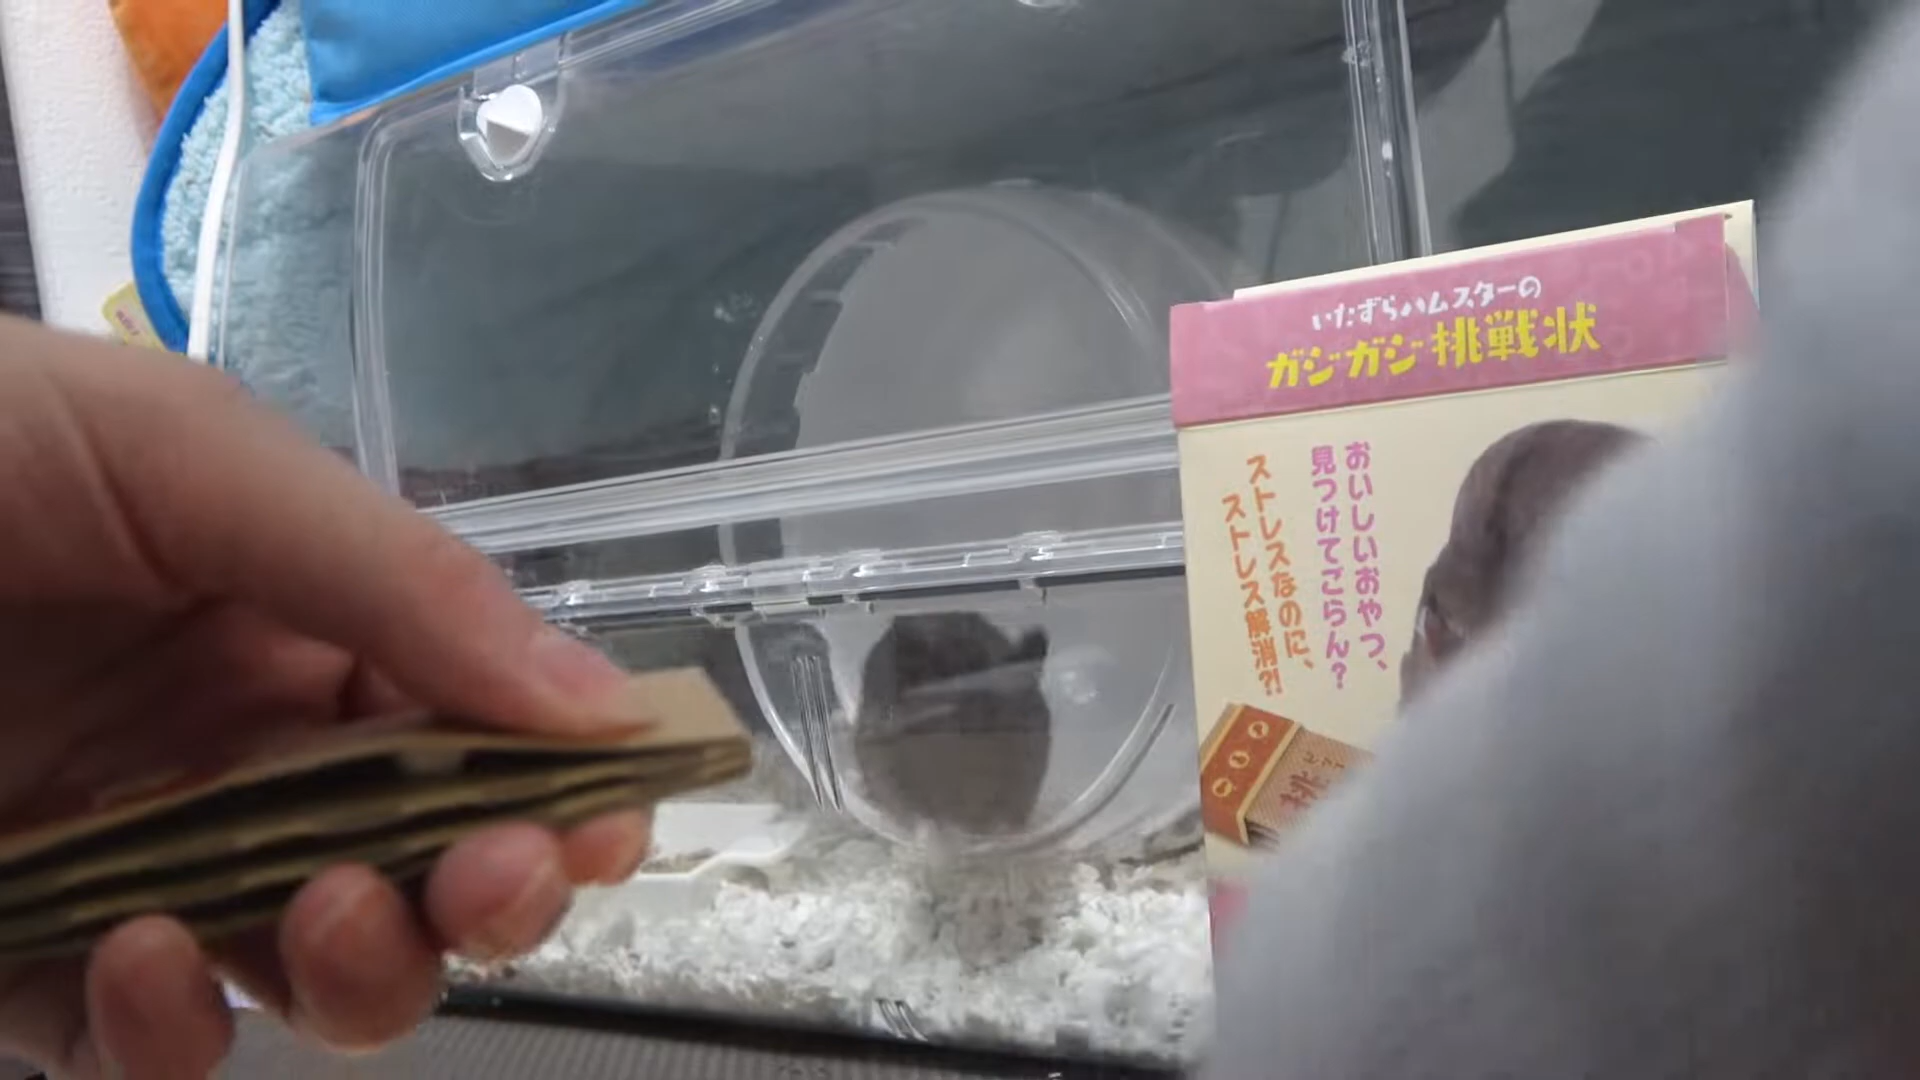 いたずらハムスターの
ガジガジ挑戦状
おいしいおやつ、
見つけてごらん？
ストレスなのに、
ストレス解消?!
挑